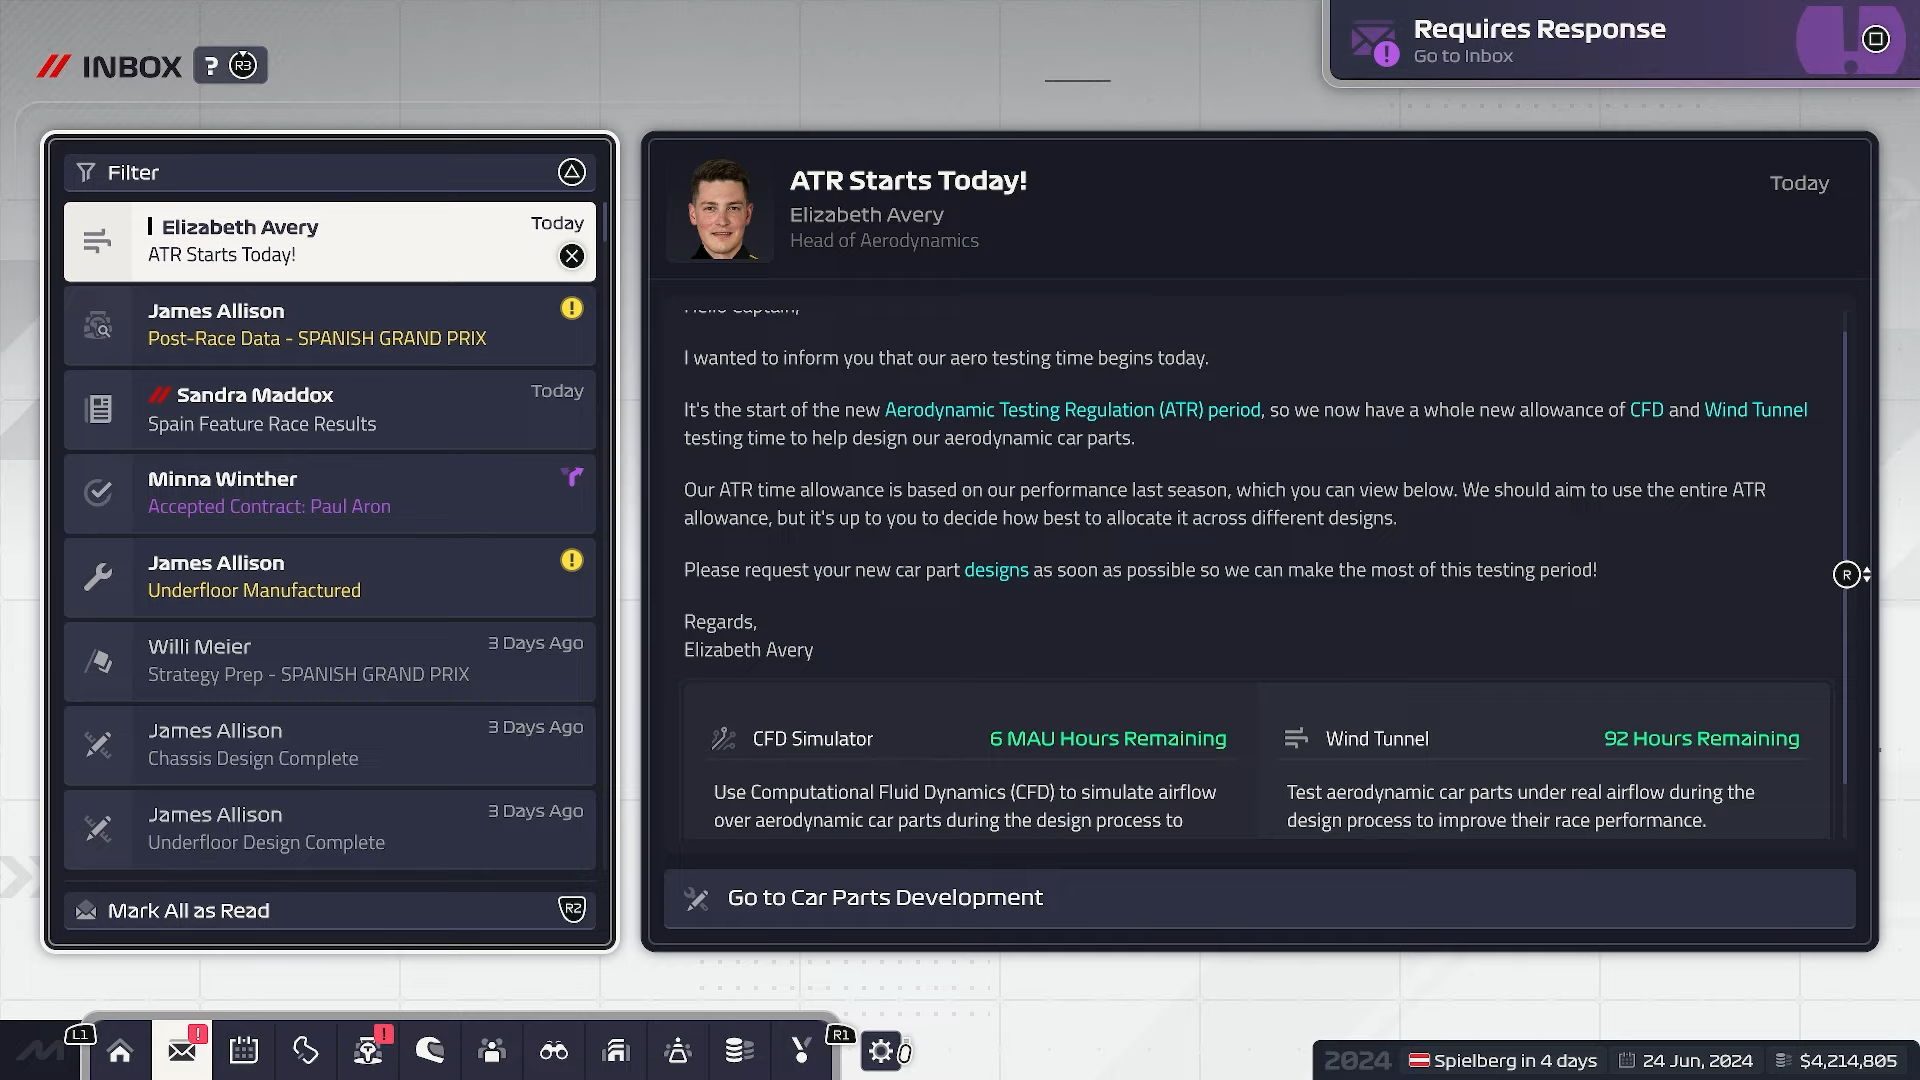 INBOX
? R3
Requires Response
Go to Inbox
Filter
Elizabeth Avery
Today
ATR Starts Today!
James Allison
Post-Race Data - SPANISH GRAND PRIX
Sandra Maddox
Today
Spain Feature Race Results
Minna Winther
Accepted Contract: Paul Aron
James Allison
Underfloor Manufactured
Willi Meier
3 Days Ago
Strategy Prep - SPANISH GRAND PRIX
James Allison
3 Days Ago
Chassis Design Complete
James Allison
3 Days Ago
Underfloor Design Complete
Mark All as Read
R2
ATR Starts Today!
Today
Elizabeth Avery
Head of Aerodynamics
Hello Captain,
I wanted to inform you that our aero testing time begins today.
It's the start of the new Aerodynamic Testing Regulation (ATR) period, so we now have a whole new allowance of CFD and Wind Tunnel
testing time to help design our aerodynamic car parts.
Our ATR time allowance is based on our performance last season, which you can view below. We should aim to use the entire ATR
allowance, but it's up to you to decide how best to allocate it across different designs.
Please request your new car part designs as soon as possible so we can make the most of this testing period!
R
Regards,
Elizabeth Avery
CFD Simulator
6 MAU Hours Remaining
Use Computational Fluid Dynamics (CFD) to simulate airflow
over aerodynamic car parts during the design process to
Wind Tunnel
92 Hours Remaining
Test aerodynamic car parts under real airflow during the
design process to improve their race performance.
Go to Car Parts Development
L1
R1
2024
Spielberg in 4 days
24 Jun, 2024
$4,214,805